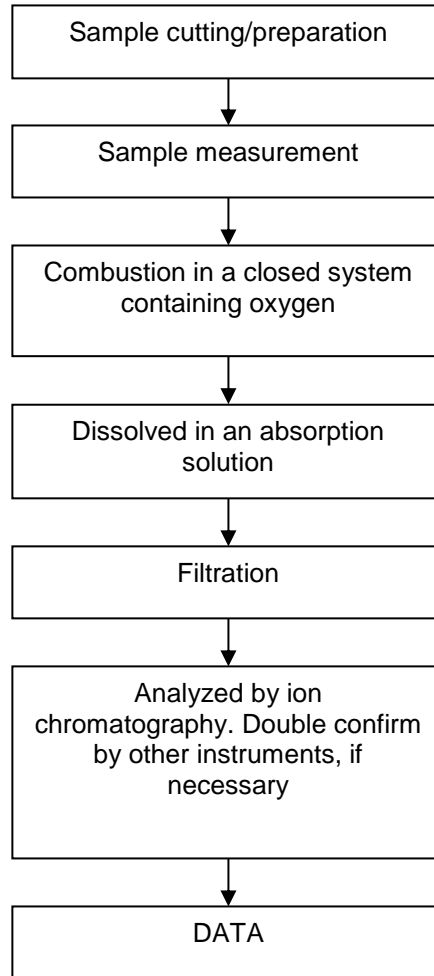 Sample cutting/preparation
Sample measurement
Combustion in a closed system
containing oxygen
Dissolved in an absorption
solution
Filtration
Analyzed by ion
chromatography. Double confirm
by other instruments, if
necessary
DATA